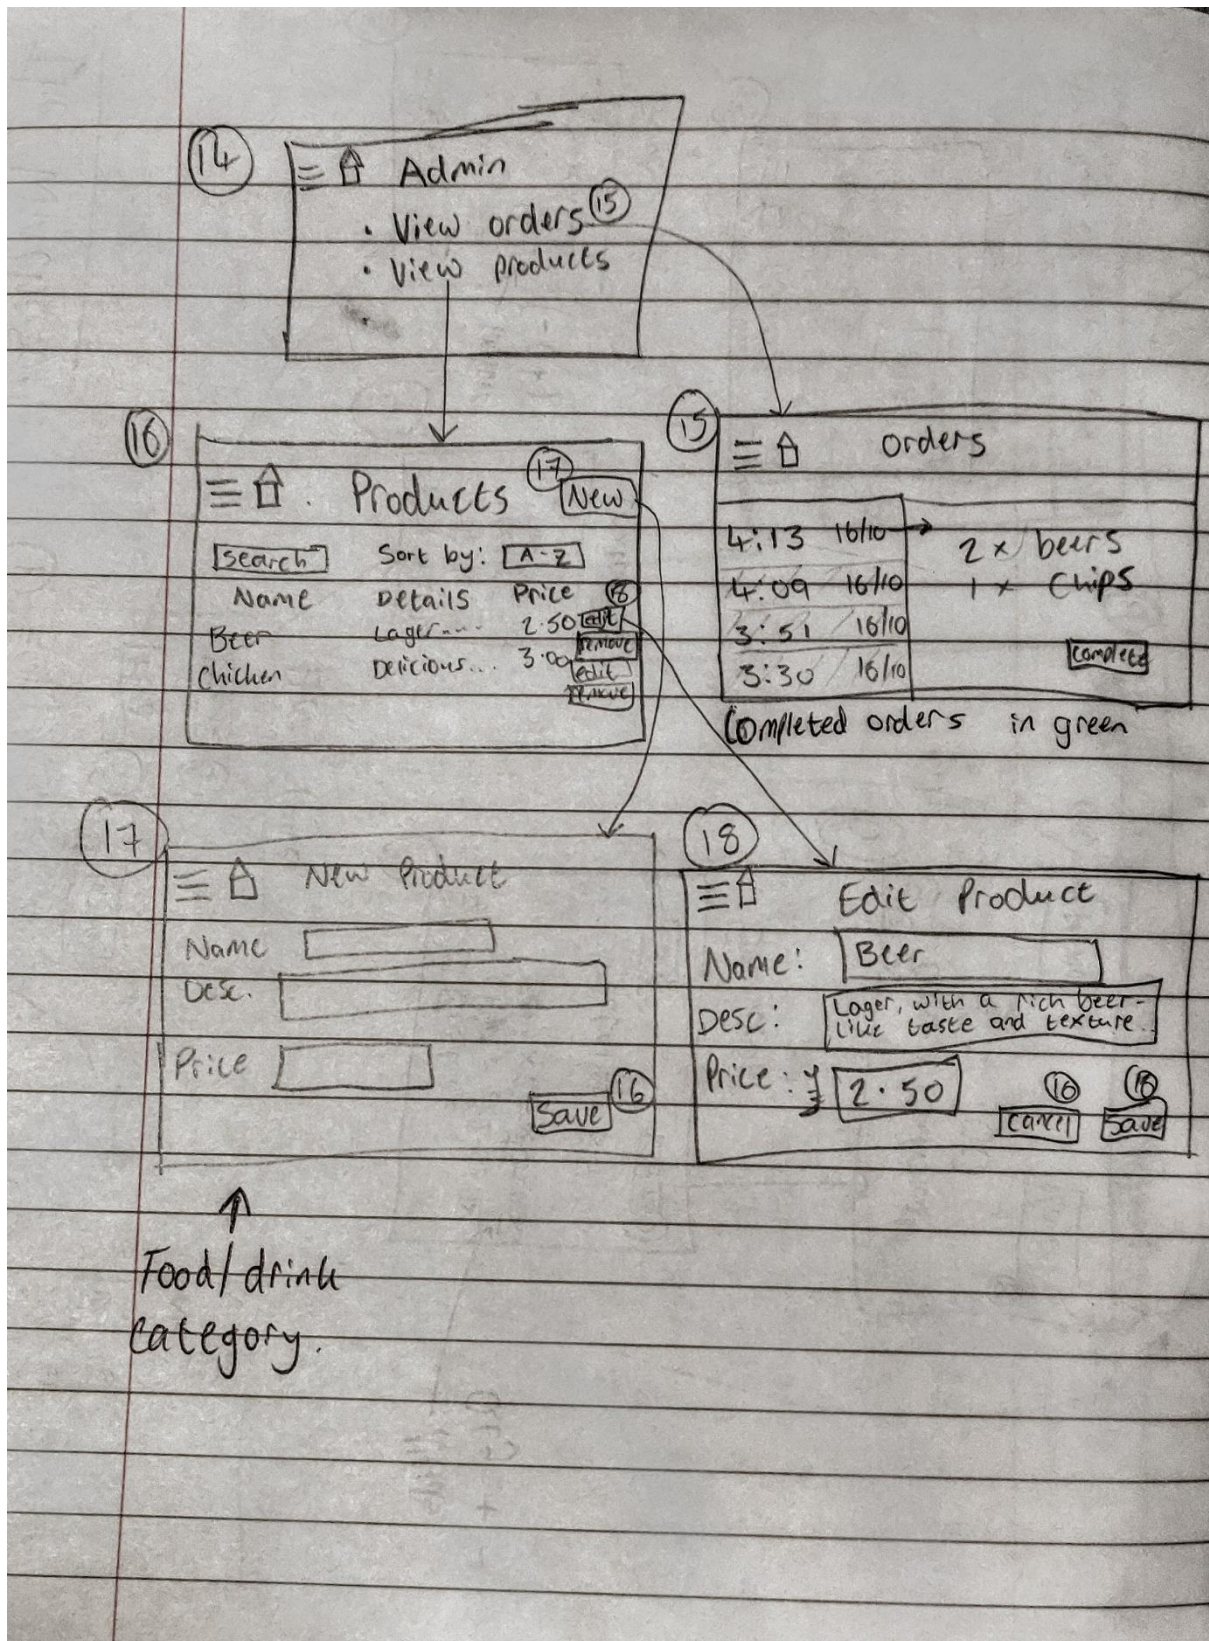 14
Admin
• View orders 15
• View products
16
Products 17 New
Search Sort by: A-Z
Name Details Price 18
Beer Lager.... 2.50 edit
remove
Chicken Delicious... 3.00 edit
remove
15
Orders
4:13 16/10 → 2 x beers
4:09 16/10 1 x Chips
3:51 16/10
3:30 16/10
Complete
Completed orders in green
17
New Product
Name
Desc.
Price
Save 16
18
Edit Product
Name: Beer
Desc: Lager, with a rich beer-
like taste and texture..
Price: 2.50
16
Cancel Save
↑
Food/drink
category.